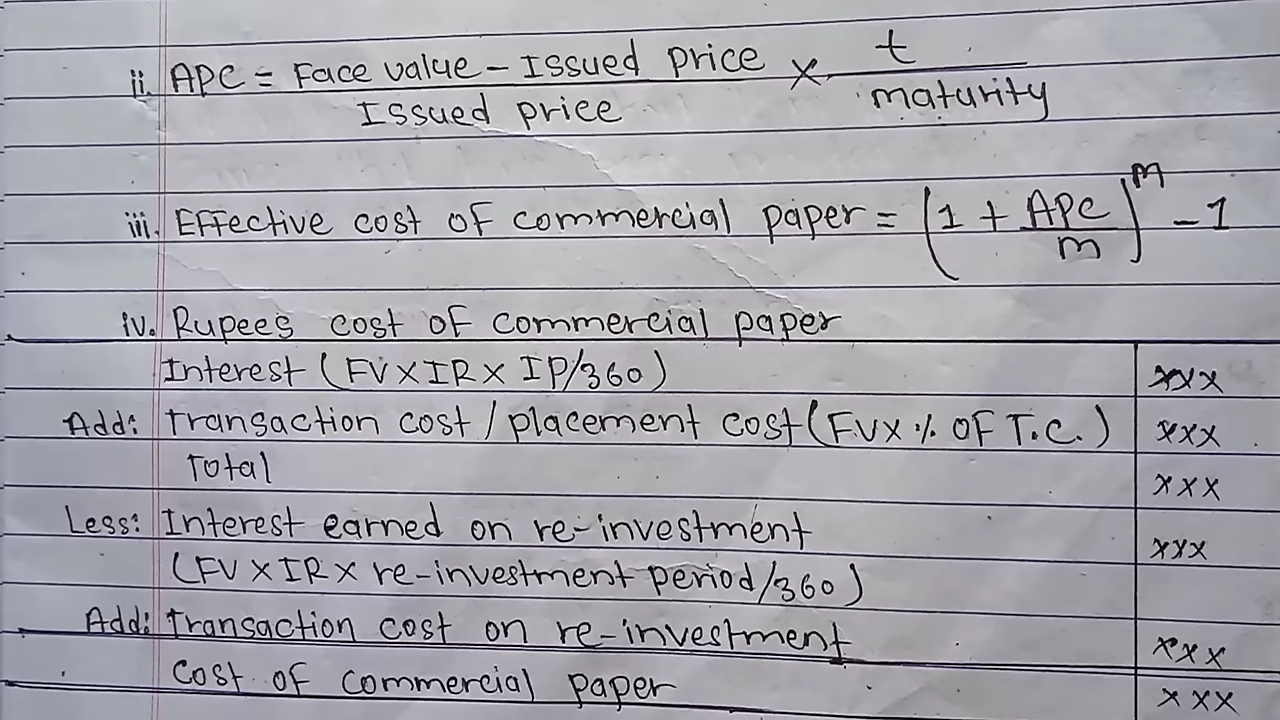 ii. APC = Face value - Issued price / Issued price × t / maturity
iii. Effective cost of commercial paper = (1 + APC/m)^m - 1
iv. Rupees cost of commercial paper
Interest (FV×IR× IP/360) xxx
Add: Transaction cost / placement cost (F.V× % OF T.C.) xxx
Total xxx
Less: Interest earned on re-investment xxx
(FV×IR× re-investment period/360)
Add: Transaction cost on re-investment xxx
Cost of commercial paper xxx